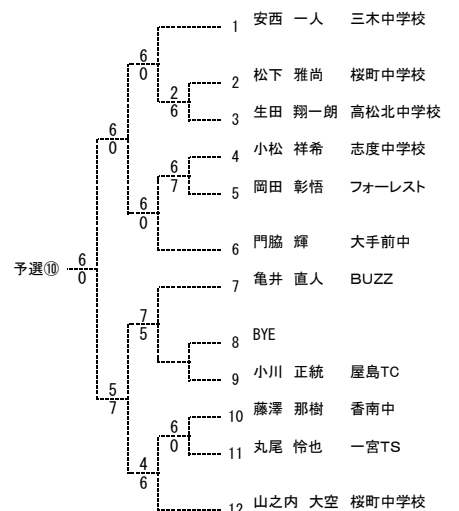 1 安西 一人 三木中学校
6
0
2 松下 雅尚 桜町中学校
2
6
3 生田 翔一朗 高松北中学校
6
0
4 小松 祥希 志度中学校
6
7
5 岡田 彰悟 フォーレスト
6
0
6 門脇 輝 大手前中
予選⑩
6
0
7 亀井 直人 BUZZ
7
5
8 BYE
9 小川 正統 屋島TC
5
7
10 藤澤 那樹 香南中
6
0
11 丸尾 怜也 一宮TS
4
6
12 山之内 大空 桜町中学校